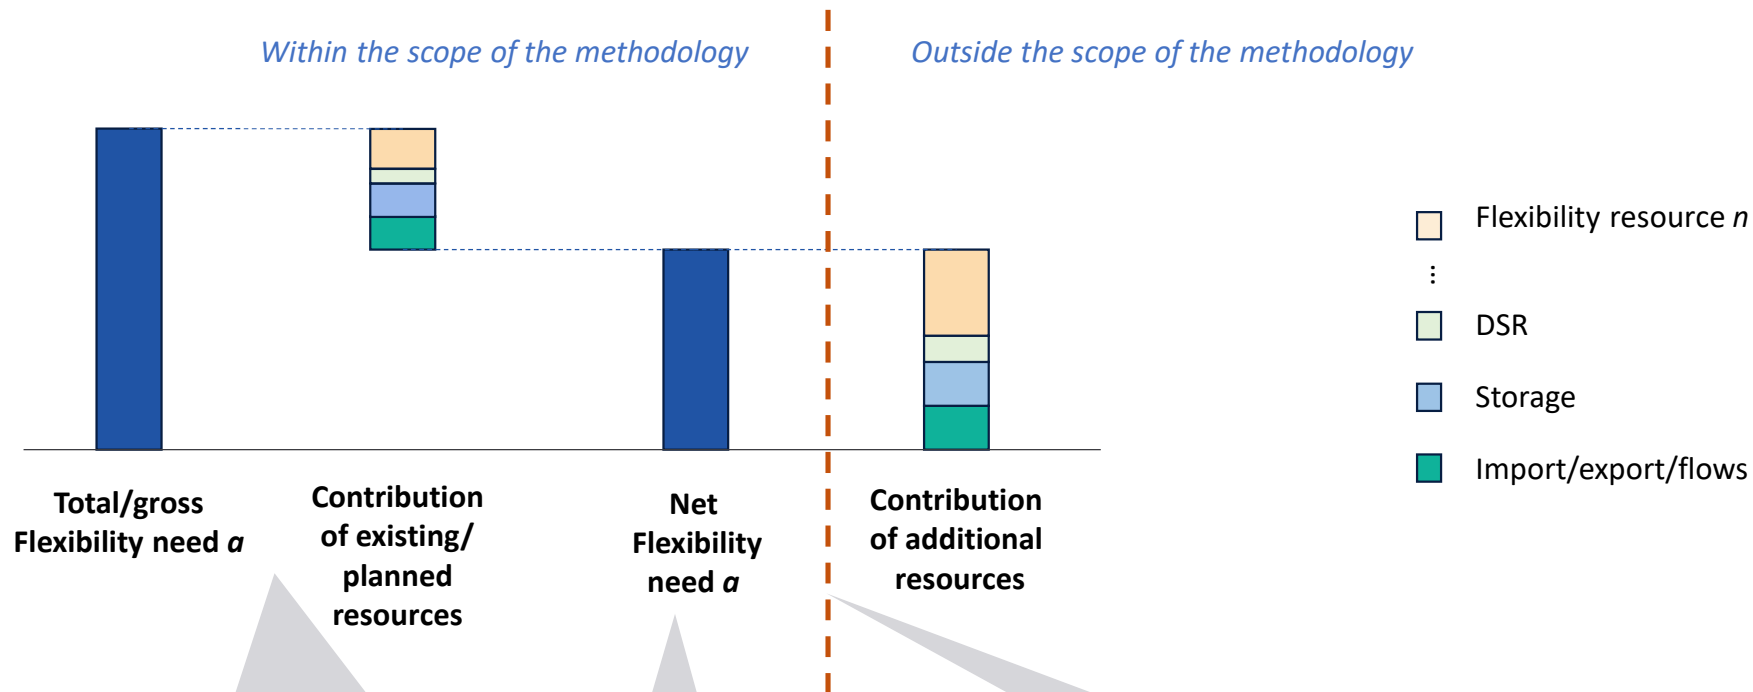 Within the scope of the methodology
Outside the scope of the methodology
Total/gross
Flexibility need a
Contribution
of existing/
planned
resources
Net
Flexibility
need a
Contribution
of additional
resources
Flexibility resource n
⋮
DSR
Storage
Import/export/flows